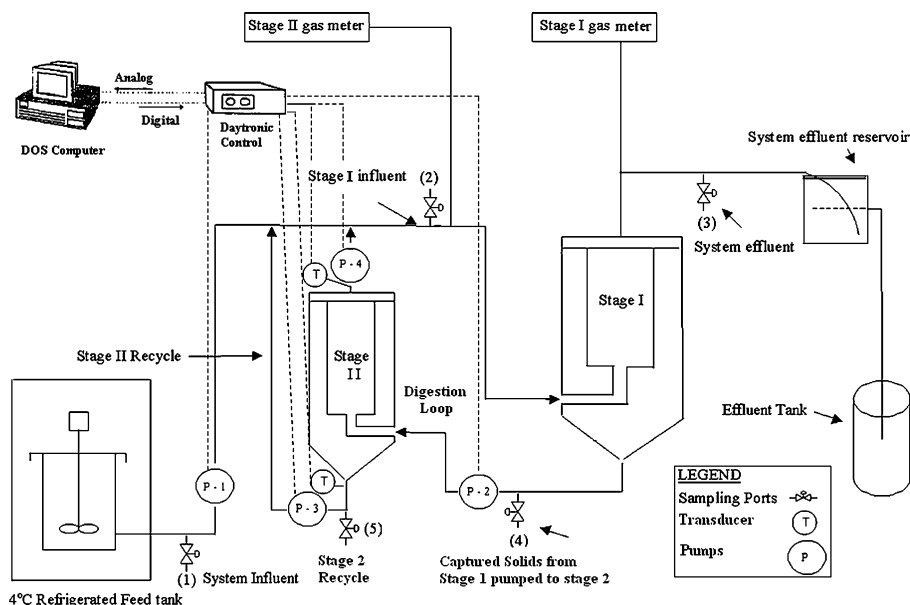 Stage II gas meter
Stage I gas meter
Analog
Digital
DOS Computer
Daytronic
Control
System effluent reservoir
Stage I influent
(2)
(3)
System effluent
P - 4
T
Stage I
Stage
II
Stage II Recycle
Digestion
Loop
Effluent Tank
P - 1
T
P - 3
P - 2
(5)
(4)
(1)
System Influent
Stage 2
Recycle
Captured Solids from
Stage 1 pumped to stage 2
4°C Refrigerated Feed tank
LEGEND
Sampling Ports
Transducer
T
Pumps
P